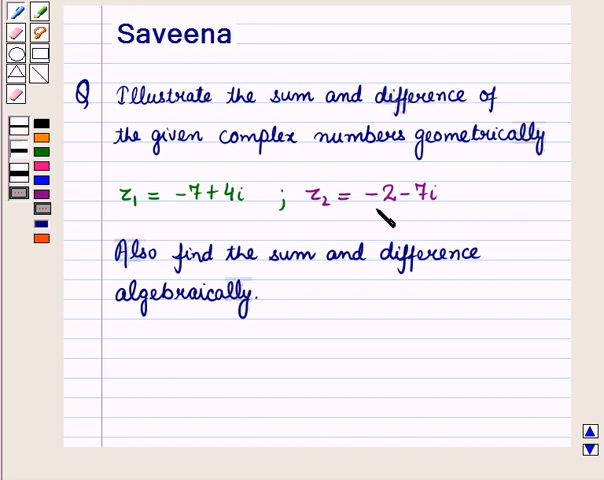 Saveena
Q Illustrate the sum and difference of
the given complex numbers geometrically
z₁ = -7+4i ; z₂ = -2-7i
Also find the sum and difference
algebraically.